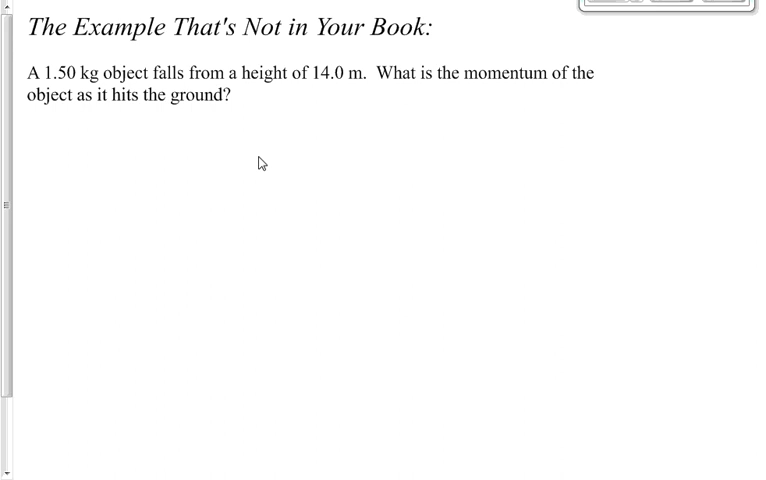 The Example That's Not in Your Book:
A 1.50 kg object falls from a height of 14.0 m.  What is the momentum of the
object as it hits the ground?